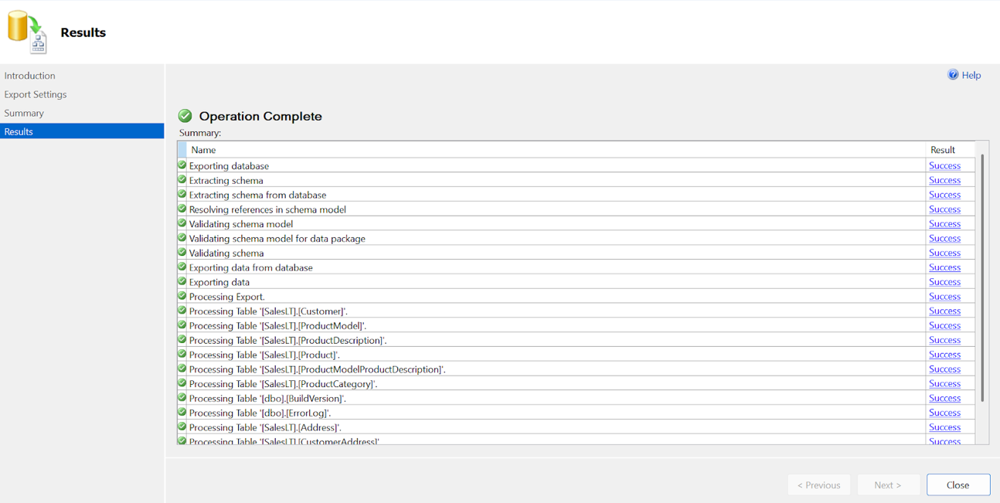 Results
Introduction
Export Settings
Summary
Results
Help
Operation Complete
Summary:
Name Result
Exporting database Success
Extracting schema Success
Extracting schema from database Success
Resolving references in schema model Success
Validating schema model Success
Validating schema model for data package Success
Validating schema Success
Exporting data from database Success
Exporting data Success
Processing Export. Success
Processing Table '[SalesLT].[Customer]'. Success
Processing Table '[SalesLT].[ProductModel]'. Success
Processing Table '[SalesLT].[ProductDescription]'. Success
Processing Table '[SalesLT].[Product]'. Success
Processing Table '[SalesLT].[ProductModelProductDescription]'. Success
Processing Table '[SalesLT].[ProductCategory]'. Success
Processing Table '[dbo].[BuildVersion]'. Success
Processing Table '[dbo].[ErrorLog]'. Success
Processing Table '[SalesLT].[Address]'. Success
Processing Table '[SalesLT].[CustomerAddress]' Success
< Previous Next > Close